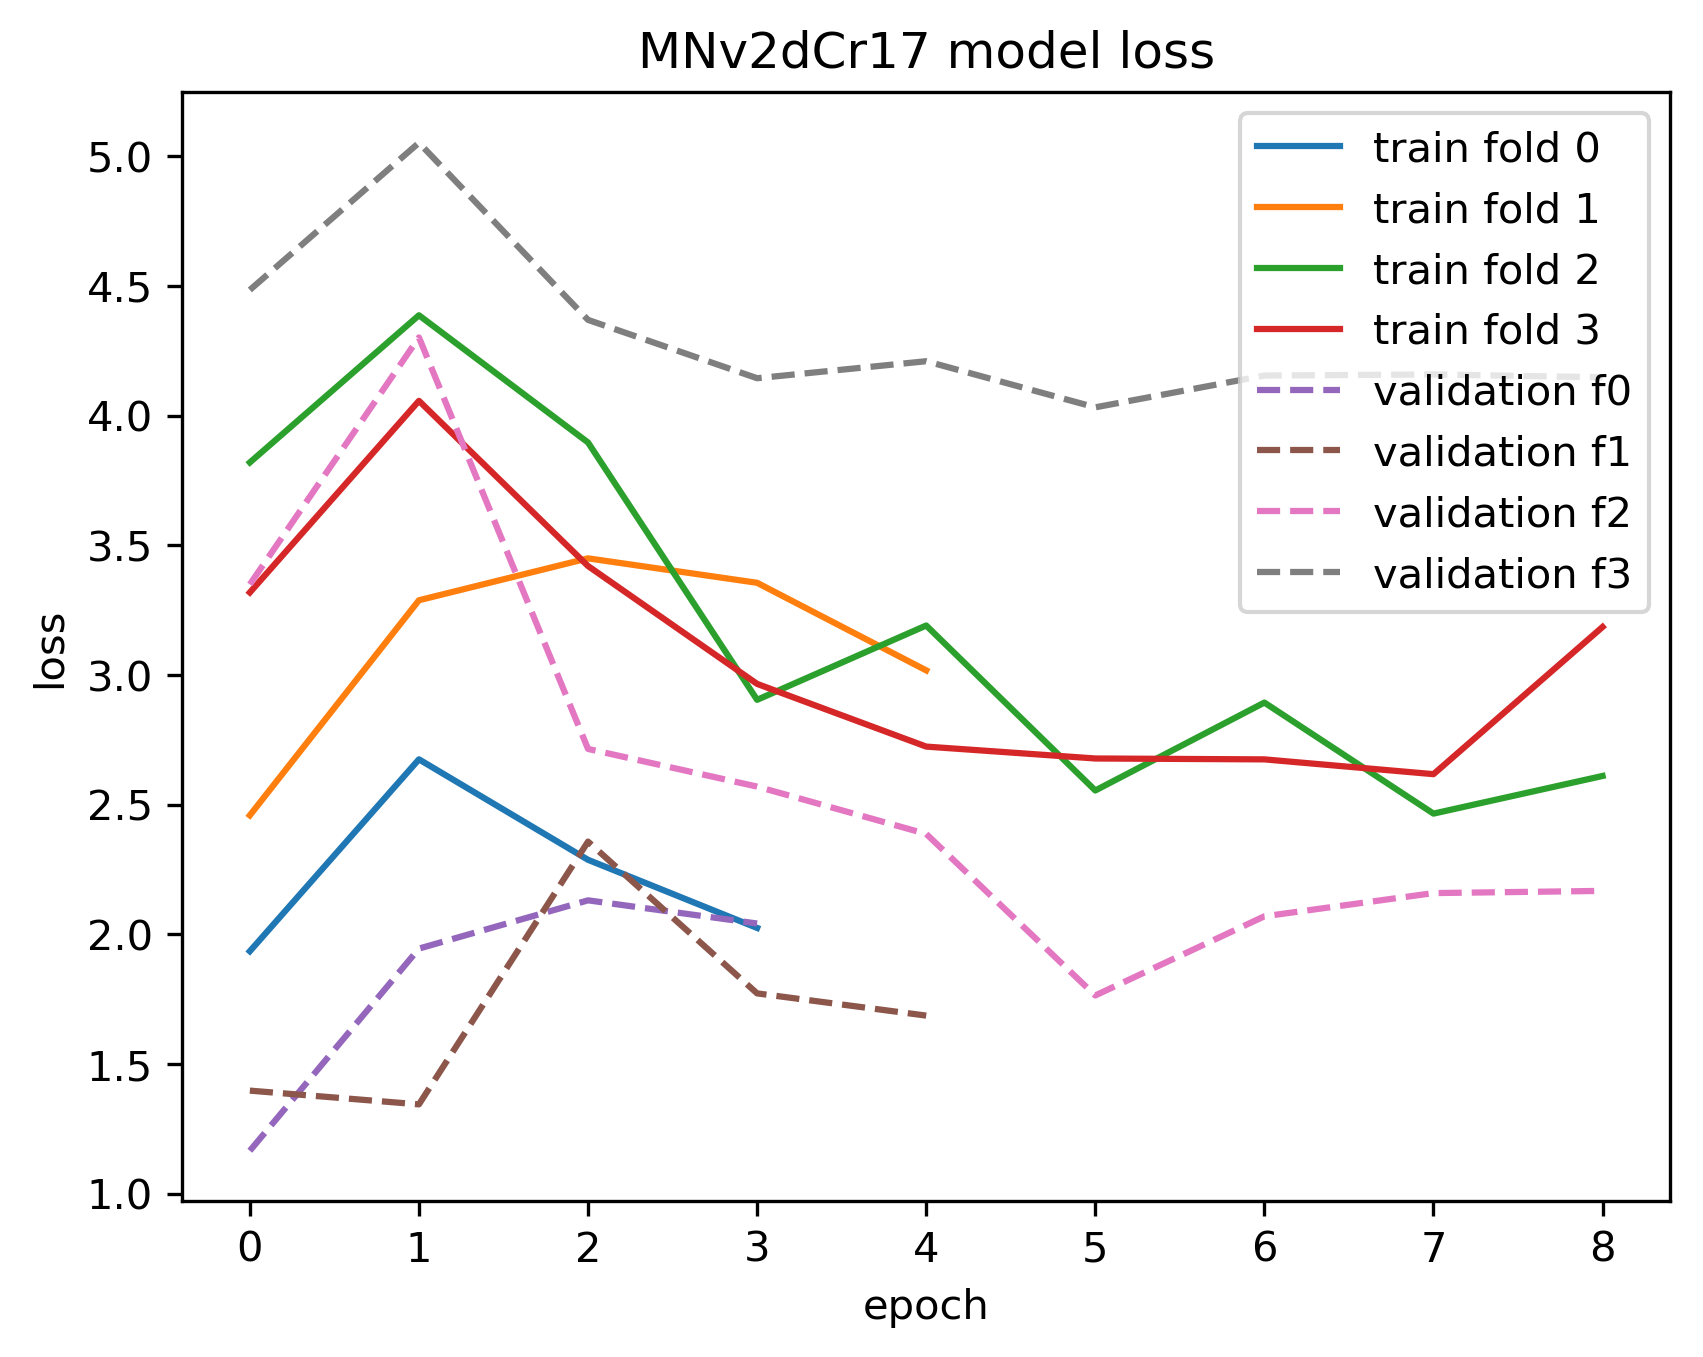 MNv2dCr17 model loss
5.0
4.5
4.0
3.5
3.0
2.5
2.0
1.5
1.0
loss
train fold 0
train fold 1
train fold 2
train fold 3
validation f0
validation f1
validation f2
validation f3
0 1 2 3 4 5 6 7 8
epoch